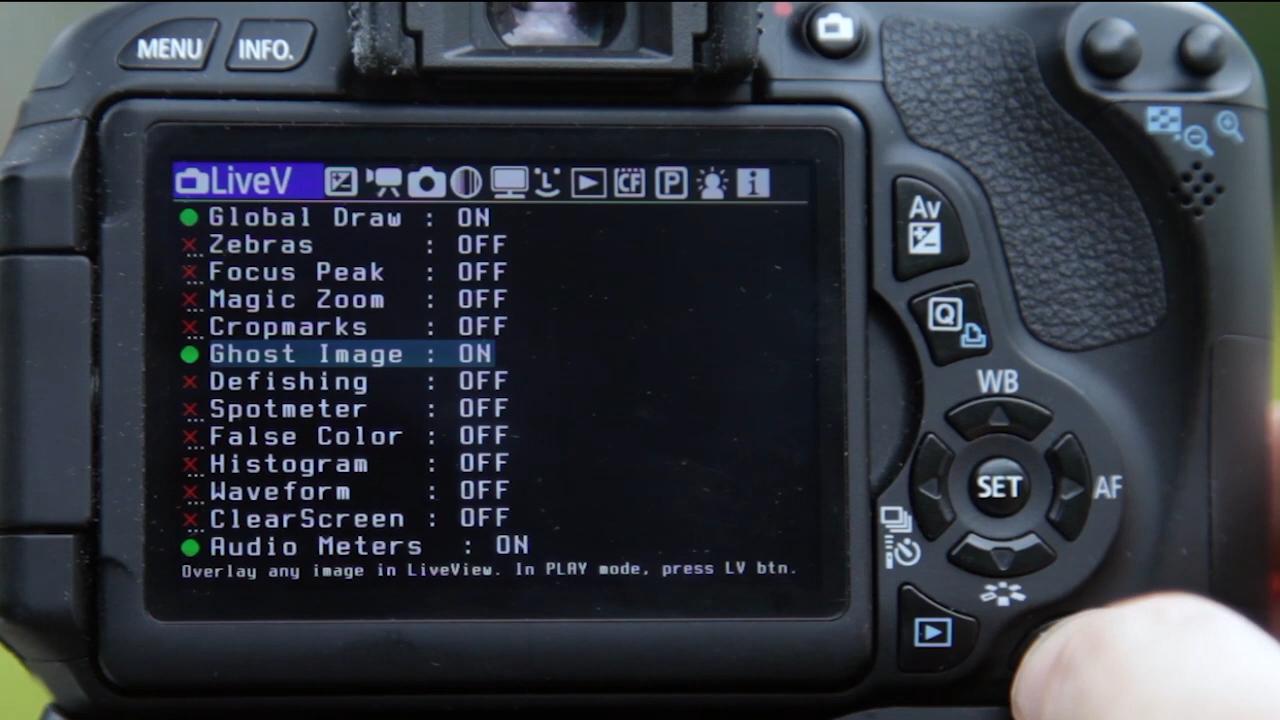 MENU INFO.
LiveV CF P i
Global Draw : ON
Zebras : OFF
Focus Peak : OFF
Magic Zoom : OFF
Cropmarks : OFF
Ghost Image : ON
Defishing : OFF
Spotmeter : OFF
False Color : OFF
Histogram : OFF
Waveform : OFF
ClearScreen : OFF
Audio Meters : ON
Overlay any image in LiveView. In PLAY mode, press LV btn.
Av
Q
WB
SET
AF